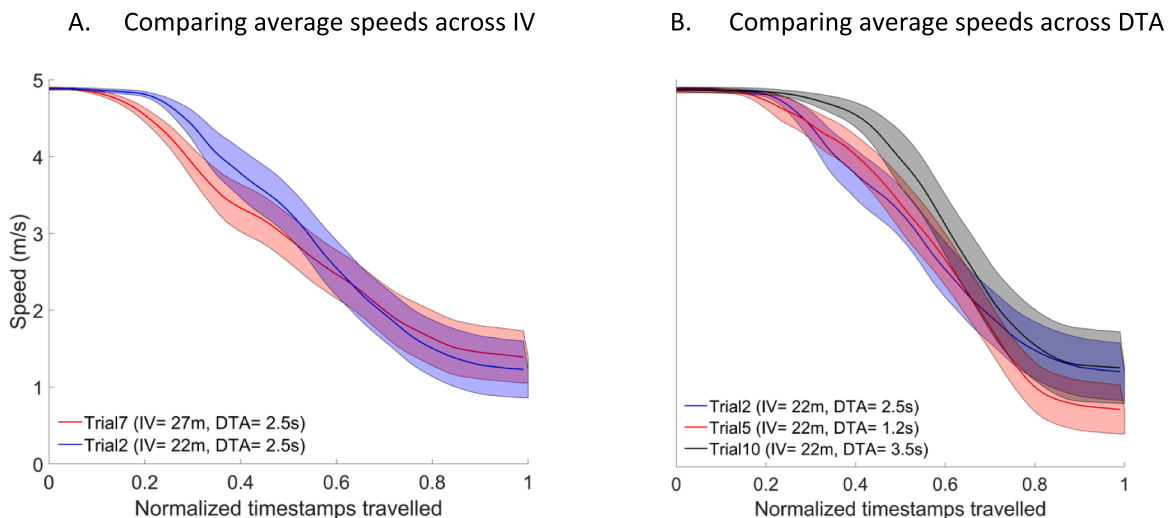 A. Comparing average speeds across IV
5
4
3
2
1
0
Speed (m/s)
Trial7 (IV= 27m, DTA= 2.5s)
Trial2 (IV= 22m, DTA= 2.5s)
0 0.2 0.4 0.6 0.8 1
Normalized timestamps travelled
B. Comparing average speeds across DTA
Trial2 (IV= 22m, DTA= 2.5s)
Trial5 (IV= 22m, DTA= 1.2s)
Trial10 (IV= 22m, DTA= 3.5s)
0 0.2 0.4 0.6 0.8 1
Normalized timestamps travelled